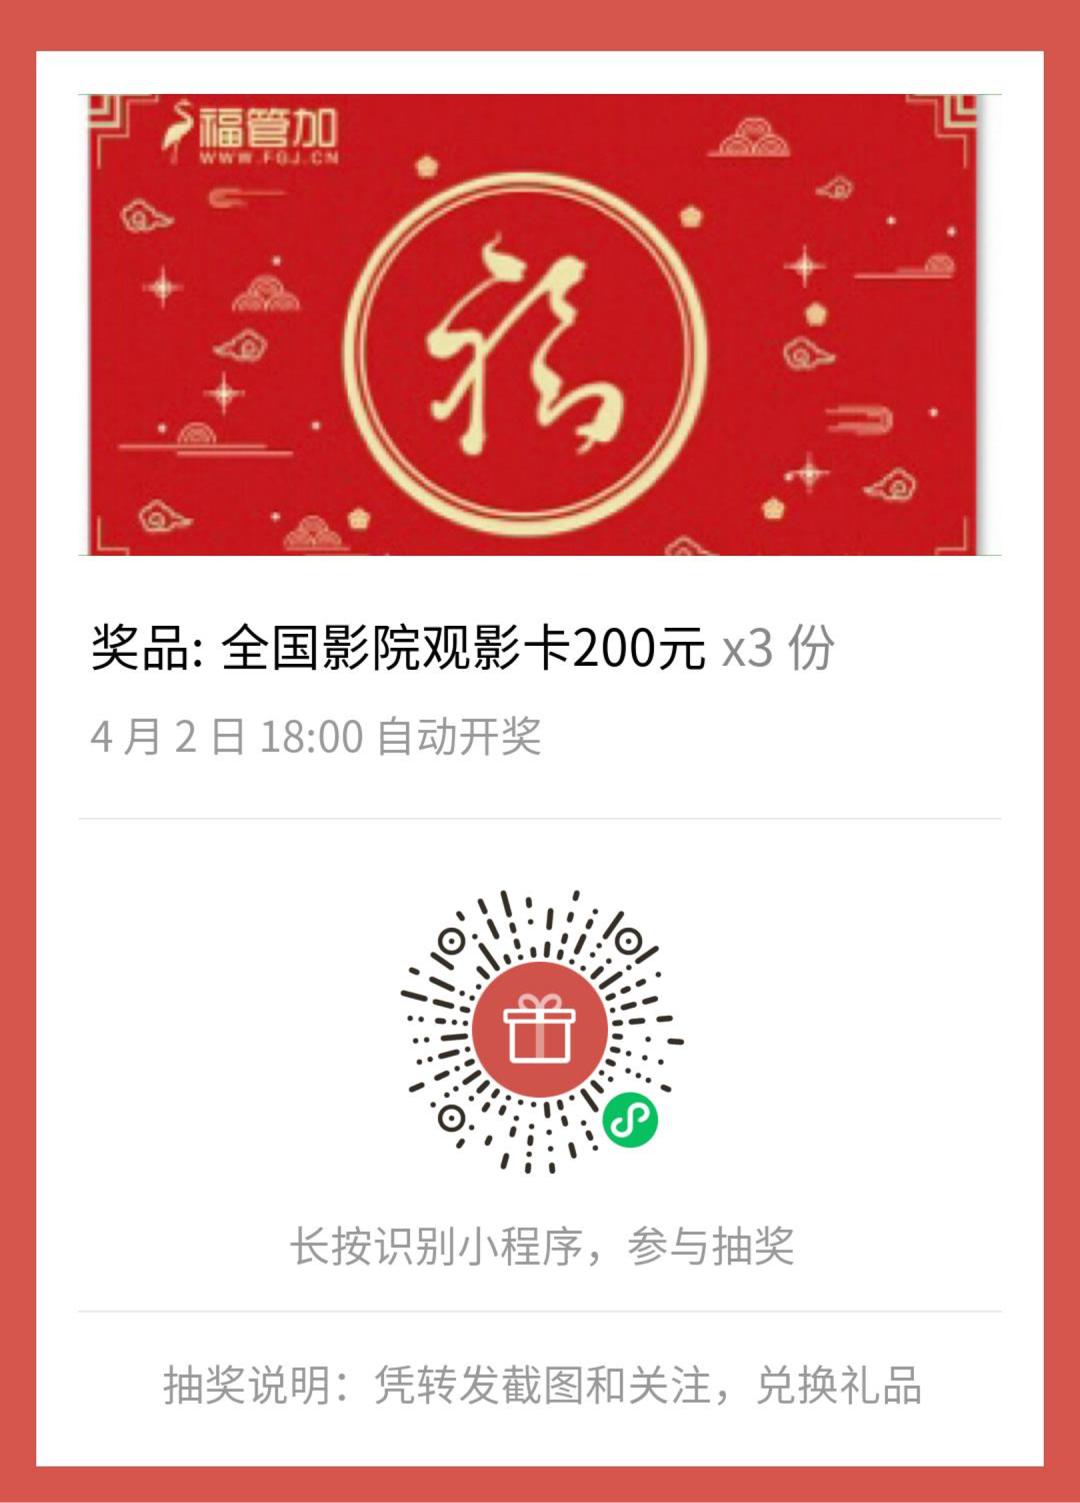 福管加
WWW.FGJ.CN
福
奖品: 全国影院观影卡200元 x3 份
4 月 2 日 18:00 自动开奖
长按识别小程序，参与抽奖
抽奖说明：凭转发截图和关注，兑换礼品